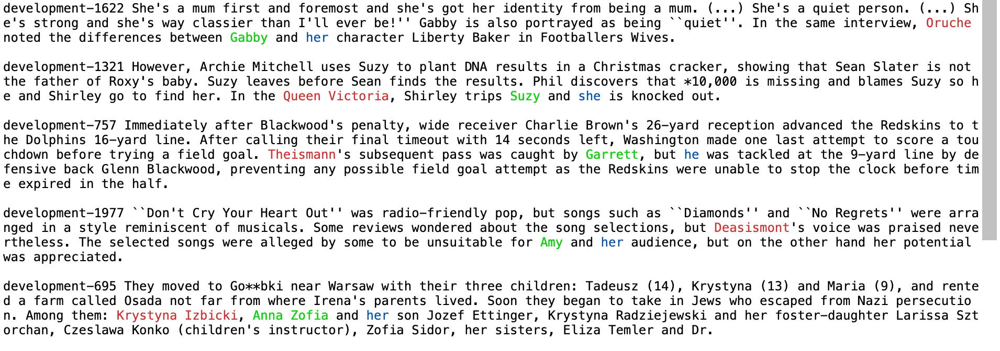 development-1622 She's a mum first and foremost and she's got her identity from being a mum. (...) She's a quiet person. (...) Sh
e's strong and she's way classier than I'll ever be!'' Gabby is also portrayed as being ``quiet''. In the same interview, Oruche
noted the differences between Gabby and her character Liberty Baker in Footballers Wives.
development-1321 However, Archie Mitchell uses Suzy to plant DNA results in a Christmas cracker, showing that Sean Slater is not
the father of Roxy's baby. Suzy leaves before Sean finds the results. Phil discovers that *10,000 is missing and blames Suzy so h
e and Shirley go to find her. In the Queen Victoria, Shirley trips Suzy and she is knocked out.
development-757 Immediately after Blackwood's penalty, wide receiver Charlie Brown's 26-yard reception advanced the Redskins to t
he Dolphins 16-yard line. After calling their final timeout with 14 seconds left, Washington made one last attempt to score a tou
chdown before trying a field goal. Theismann's subsequent pass was caught by Garrett, but he was tackled at the 9-yard line by de
fensive back Glenn Blackwood, preventing any possible field goal attempt as the Redskins were unable to stop the clock before tim
e expired in the half.
development-1977 ``Don't Cry Your Heart Out'' was radio-friendly pop, but songs such as ``Diamonds'' and ``No Regrets'' were arra
nged in a style reminiscent of musicals. Some reviews wondered about the song selections, but Deasismont's voice was praised neve
rtheless. The selected songs were alleged by some to be unsuitable for Amy and her audience, but on the other hand her potential
was appreciated.
development-695 They moved to Go**bki near Warsaw with their three children: Tadeusz (14), Krystyna (13) and Maria (9), and rente
d a farm called Osada not far from where Irena's parents lived. Soon they began to take in Jews who escaped from Nazi persecutio
n. Among them: Krystyna Izbicki, Anna Zofia and her son Jozef Ettinger, Krystyna Radziejewski and her foster-daughter Larissa Szt
orchan, Czeslawa Konko (children's instructor), Zofia Sidor, her sisters, Eliza Temler and Dr.